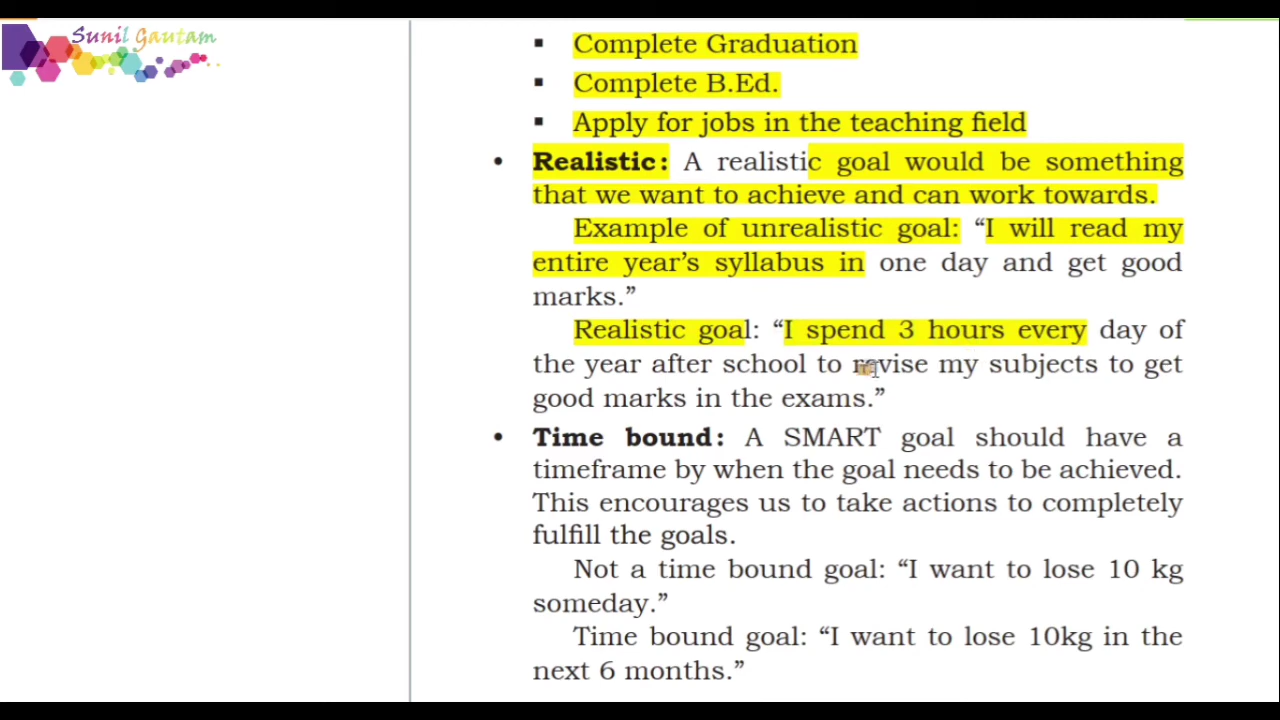 Sunil Gautam
▪ Complete Graduation
▪ Complete B.Ed.
▪ Apply for jobs in the teaching field
• Realistic: A realistic goal would be something
that we want to achieve and can work towards.
Example of unrealistic goal: “I will read my
entire year’s syllabus in one day and get good
marks.”
Realistic goal: “I spend 3 hours every day of
the year after school to revise my subjects to get
good marks in the exams.”
• Time bound: A SMART goal should have a
timeframe by when the goal needs to be achieved.
This encourages us to take actions to completely
fulfill the goals.
Not a time bound goal: “I want to lose 10 kg
someday.”
Time bound goal: “I want to lose 10kg in the
next 6 months.”